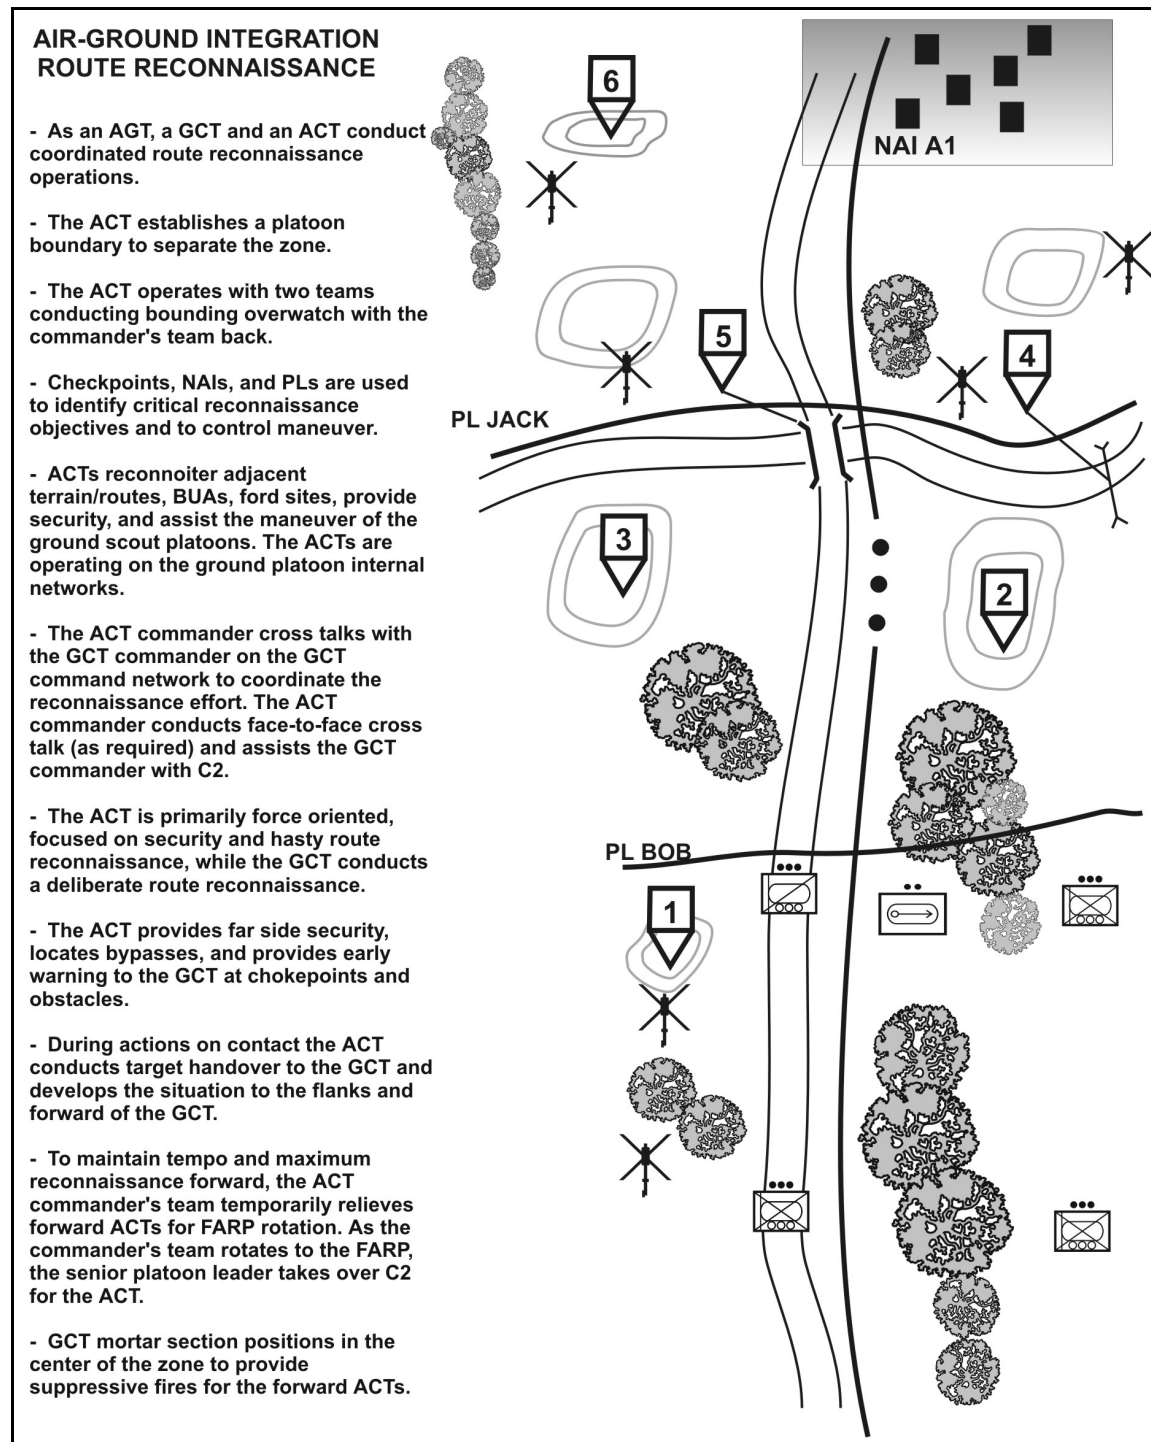 AIR-GROUND INTEGRATION
ROUTE RECONNAISSANCE
- As an AGT, a GCT and an ACT conduct
coordinated route reconnaissance
operations.
- The ACT establishes a platoon
boundary to separate the zone.
- The ACT operates with two teams
conducting bounding overwatch with the
commander's team back.
- Checkpoints, NAIs, and PLs are used
to identify critical reconnaissance
objectives and to control maneuver.
- ACTs reconnoiter adjacent
terrain/routes, BUAs, ford sites, provide
security, and assist the maneuver of the
ground scout platoons. The ACTs are
operating on the ground platoon internal
networks.
- The ACT commander cross talks with
the GCT commander on the GCT
command network to coordinate the
reconnaissance effort. The ACT
commander conducts face-to-face cross
talk (as required) and assists the GCT
commander with C2.
- The ACT is primarily force oriented,
focused on security and hasty route
reconnaissance, while the GCT conducts
a deliberate route reconnaissance.
- The ACT provides far side security,
locates bypasses, and provides early
warning to the GCT at chokepoints and
obstacles.
- During actions on contact the ACT
conducts target handover to the GCT and
develops the situation to the flanks and
forward of the GCT.
- To maintain tempo and maximum
reconnaissance forward, the ACT
commander's team temporarily relieves
forward ACTs for FARP rotation. As the
commander's team rotates to the FARP,
the senior platoon leader takes over C2
for the ACT.
- GCT mortar section positions in the
center of the zone to provide
suppressive fires for the forward ACTs.
6
NAI A1
5
4
PL JACK
3
2
PL BOB
1